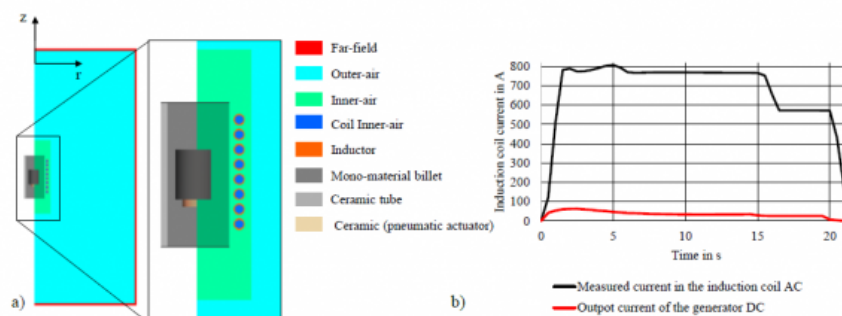 z
r
Far-field
Outer-air
Inner-air
Coil Inner-air
Inductor
Mono-material billet
Ceramic tube
Ceramic (pneumatic actuator)
a)
Induction coil current in A
800
700
600
500
400
300
200
100
0
0 5 10 15 20
Time in s
Measured current in the induction coil AC
Outpot current of the generator DC
b)